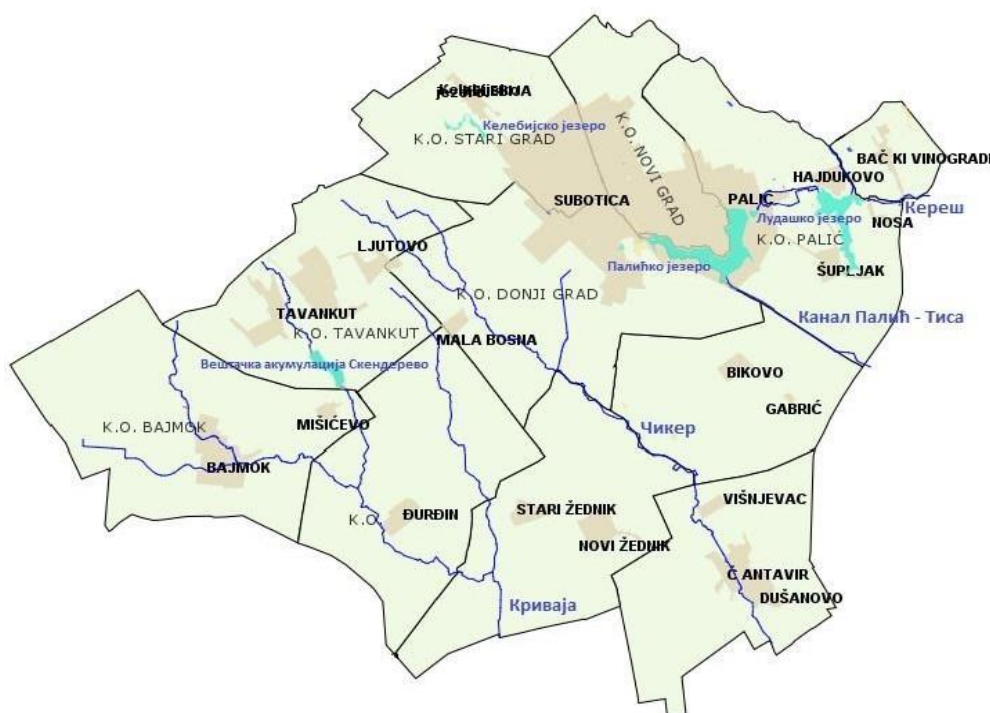 KELEBIJA
Келебијско језеро
K.O. STARI GRAD
K.O. NOVI GRAD
BAČ KI VINOGRADI
HAJDUKOVO
SUBOTICA
PALIĆ
Кереш
Лудашко језеро
NOSA
LJUTOVO
K.O. PALIĆ
Палићко језеро
ŠUPLJAK
K.O. DONJI GRAD
TAVANKUT
Канал Палић - Тиса
K.O. TAVANKUT
MALA BOSNA
Вештачка акумулација Скендерево
BIKOVO
GABRIĆ
MIŠIĆEVO
Чикер
K.O. BAJMOK
BAJMOK
VIŠNJEVAC
STARI ŽEDNIK
ĐURĐIN
K.O.
NOVI ŽEDNIK
Č ANTAVIR
DUŠANOVO
Криваја